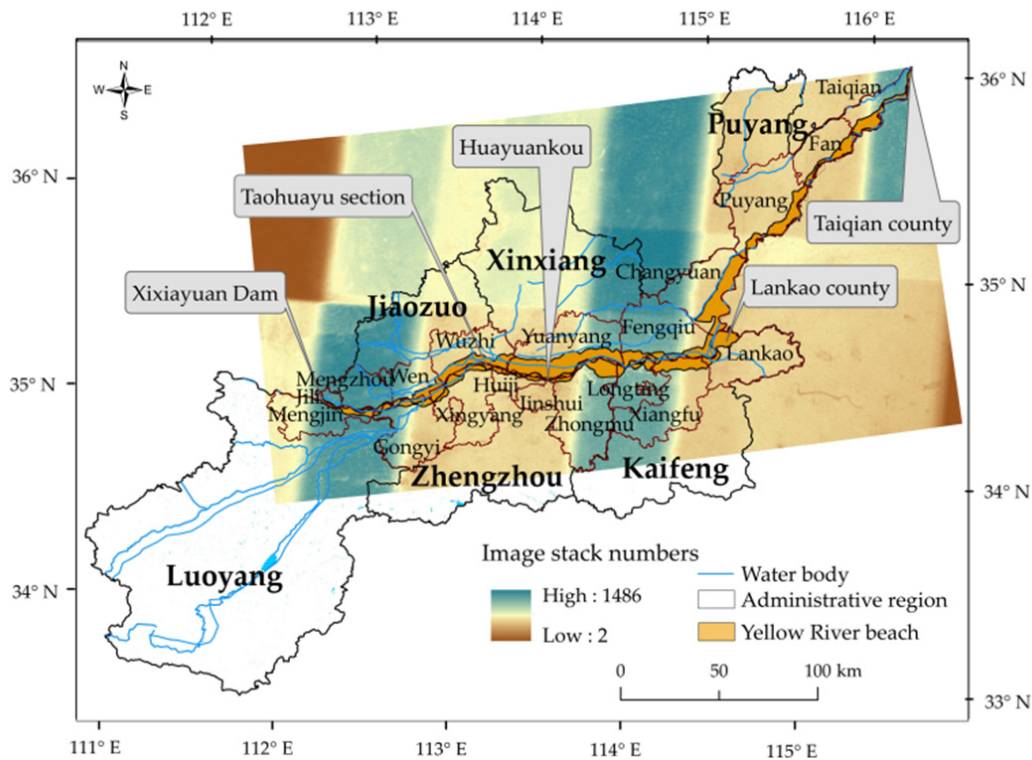 112° E 113° E 114° E 115° E 116° E
N
W E
S
36° N
Taiqian
Puyang
Huayuankou
Fan
36° N
Taohuayu section
Puyang
Taiqian county
Xinxiang
Changyuan
35° N
Xixiayuan Dam
Lankao county
Jiaozuo
Fengqiu
Wuzhi
Yuanyang
Lankao
35° N
Mengzhou
Wen
Huiji
Longting
Jili
Jinshui
Mengjin
Xingyang
Xiangfu
Zhongmu
Gongyi
Zhengzhou
Kaifeng
34° N
Image stack numbers
Luoyang
Water body
34° N
High : 1486
Administrative region
Low : 2
Yellow River beach
0 50 100 km
33° N
111° E 112° E 113° E 114° E 115° E